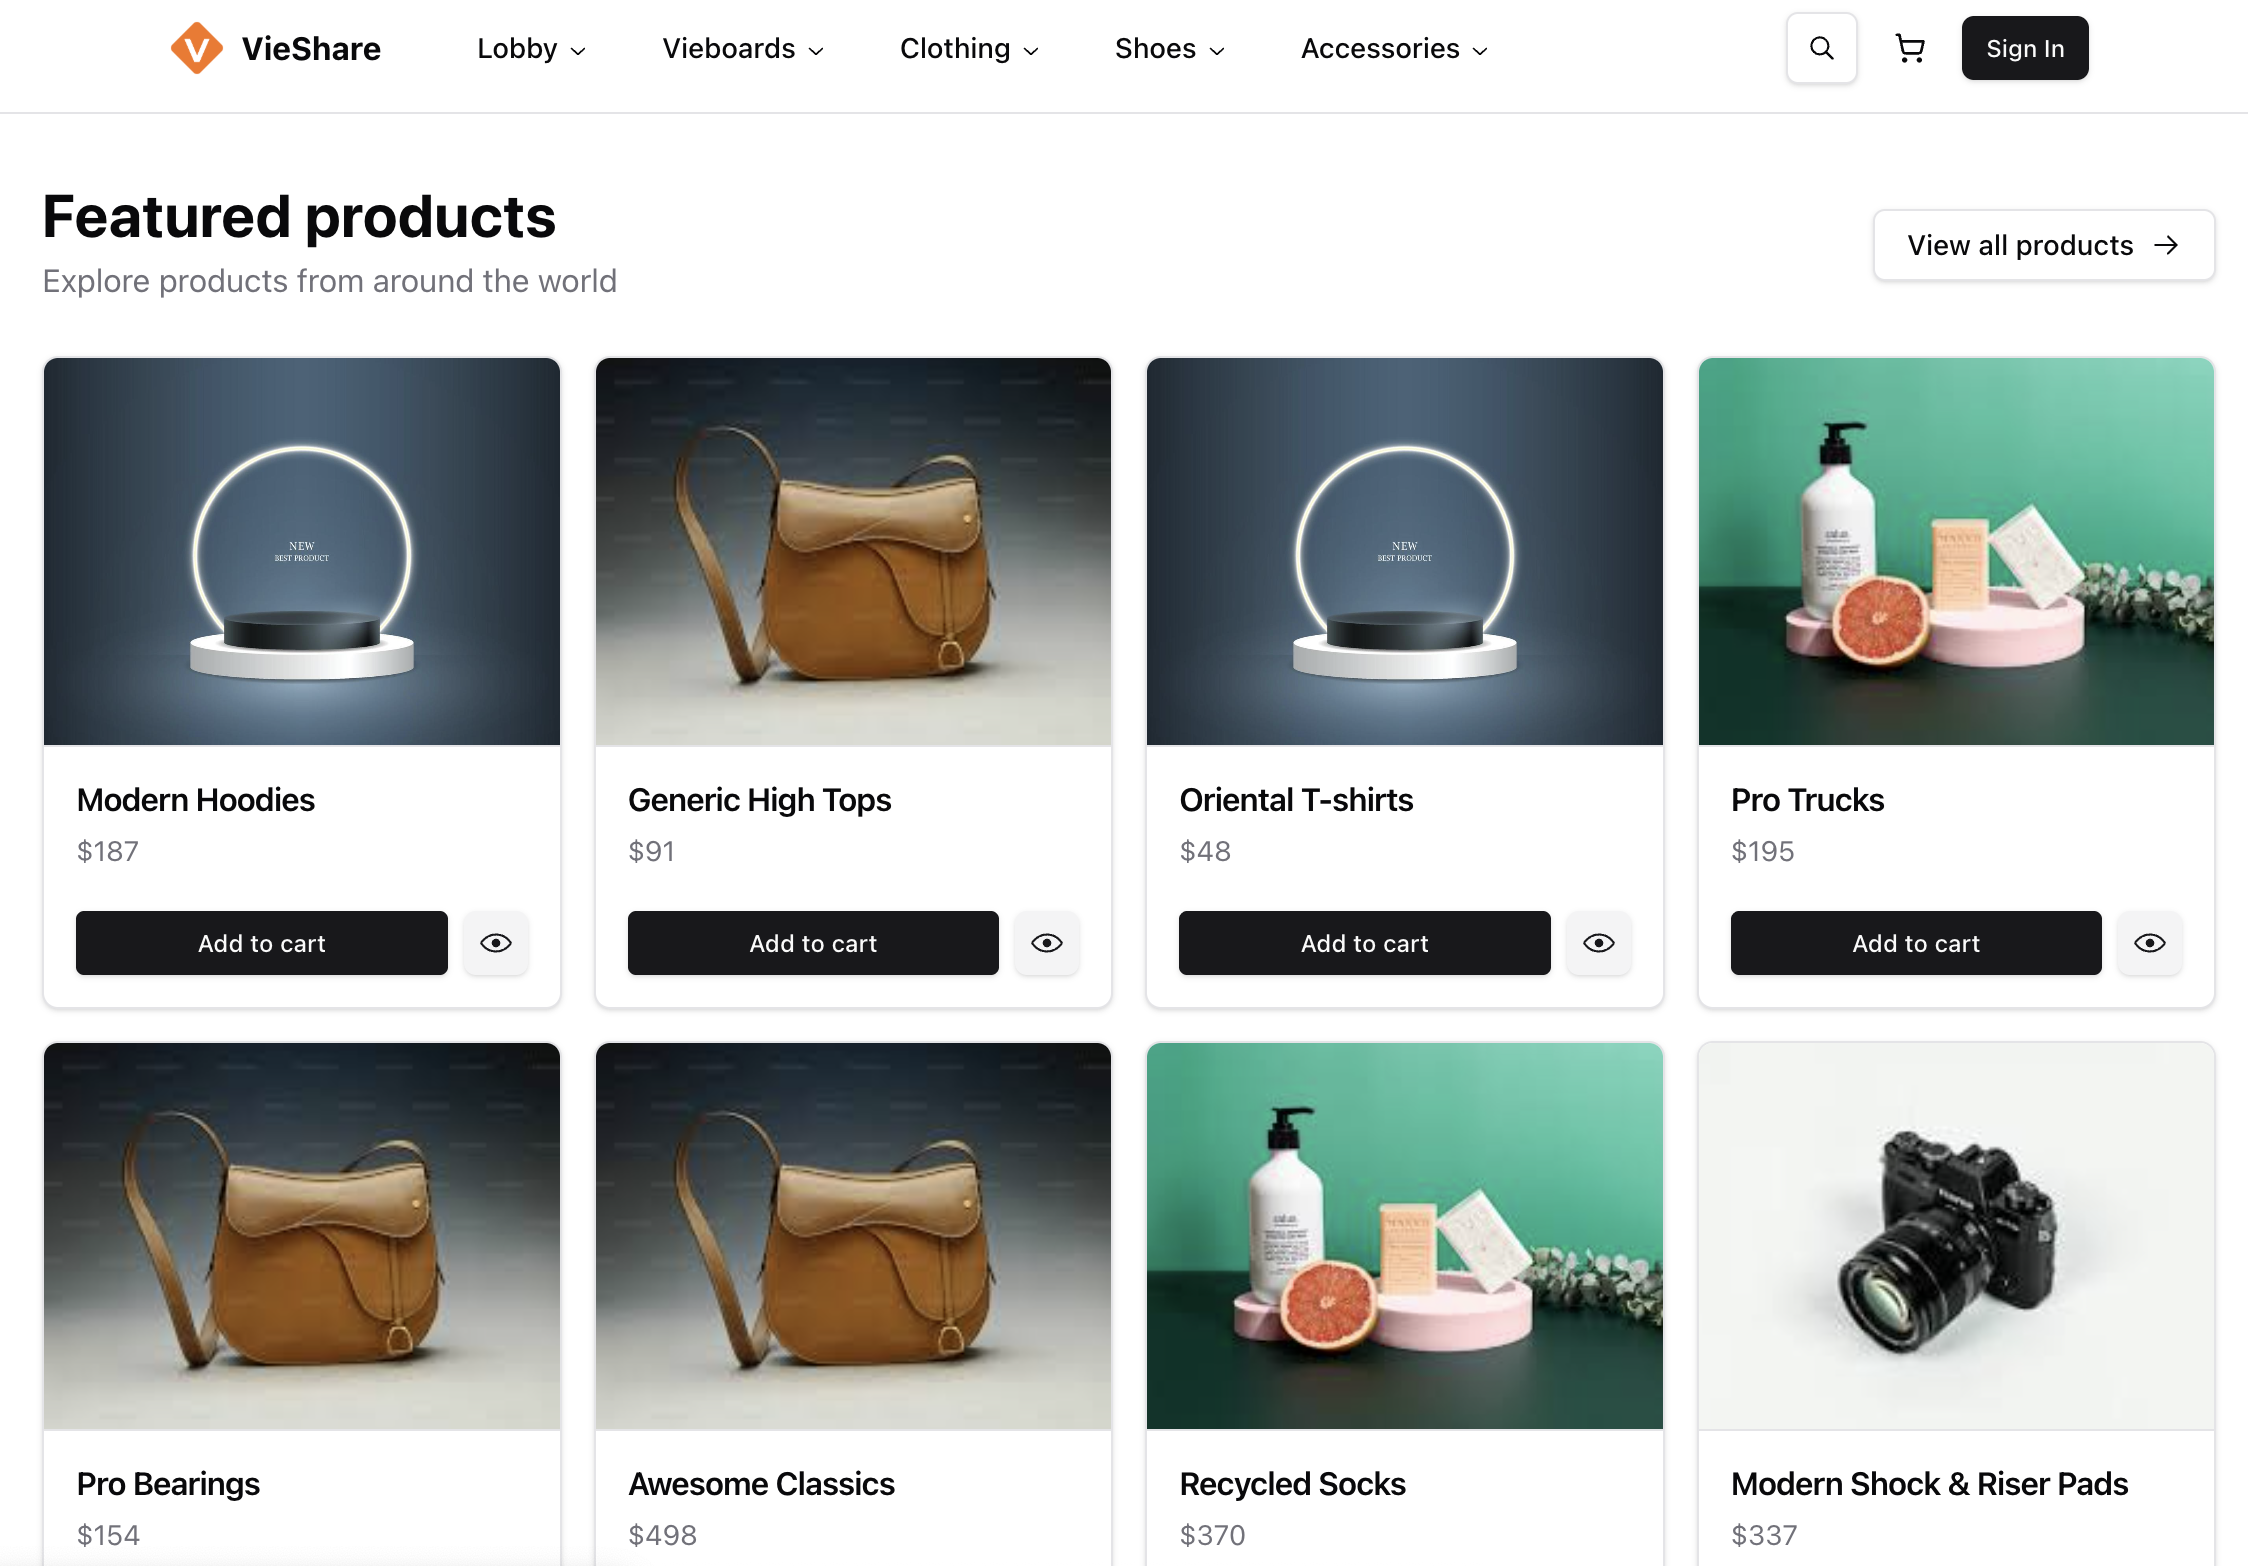 VieShare
Lobby
Vieboards
Clothing
Shoes
Accessories
Sign In
Featured products
Explore products from around the world
View all products
NEW
BEST PRODUCT
NEW
BEST PRODUCT
Modern Hoodies
$187
Add to cart
Generic High Tops
$91
Add to cart
Oriental T-shirts
$48
Add to cart
Pro Trucks
$195
Add to cart
Pro Bearings
$154
Awesome Classics
$498
Recycled Socks
$370
Modern Shock & Riser Pads
$337